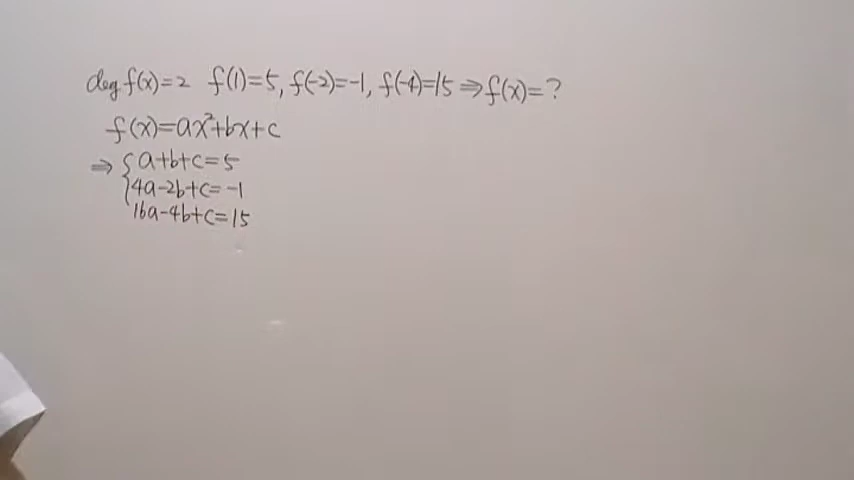 deg f(x)=2 f(1)=5, f(-2)=-1, f(-4)=15 ⇒ f(x)=?
f(x)=ax²+bx+c
⇒ { a+b+c=5
4a-2b+c=-1
16a-4b+c=15